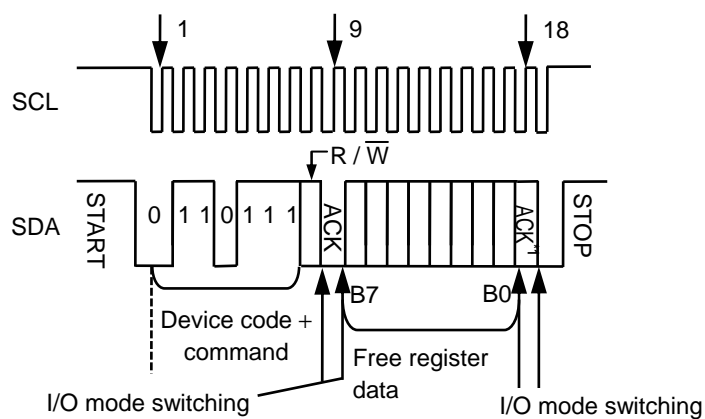 1 9 18
SCL
R / W̅
SDA
START
0 1 1 0 1 1 1
ACK
ACK*1
STOP
B7 B0
Device code +
command
Free register
data
I/O mode switching
I/O mode switching